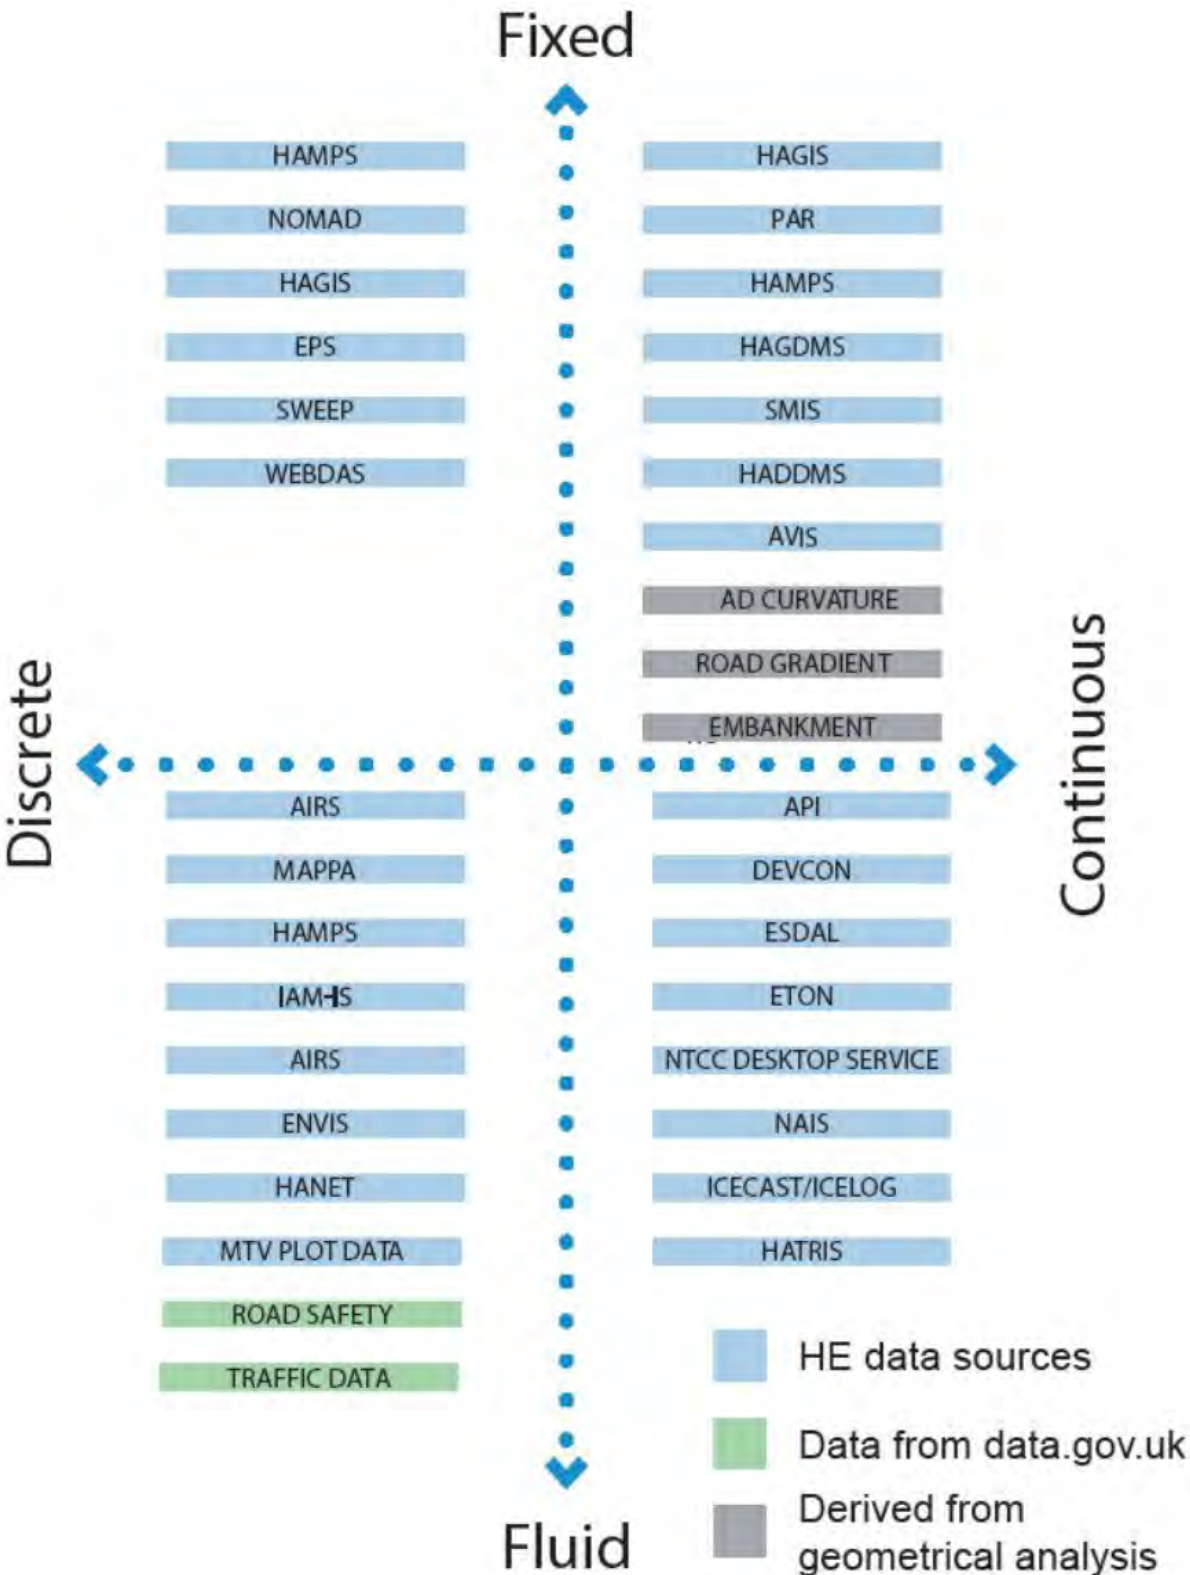 Fixed
HAMPS
NOMAD
HAGIS
EPS
SWEEP
WEBDAS
HAGIS
PAR
HAMPS
HAGDMS
SMIS
HADDMS
AVIS
AD CURVATURE
ROAD GRADIENT
EMBANKMENT
Discrete
Continuous
AIRS
MAPPA
HAMPS
IAM-IS
AIRS
ENVIS
HANET
MTV PLOT DATA
ROAD SAFETY
TRAFFIC DATA
API
DEVCON
ESDAL
ETON
NTCC DESKTOP SERVICE
NAIS
ICECAST/ICELOG
HATRIS
HE data sources
Data from data.gov.uk
Derived from
geometrical analysis
Fluid